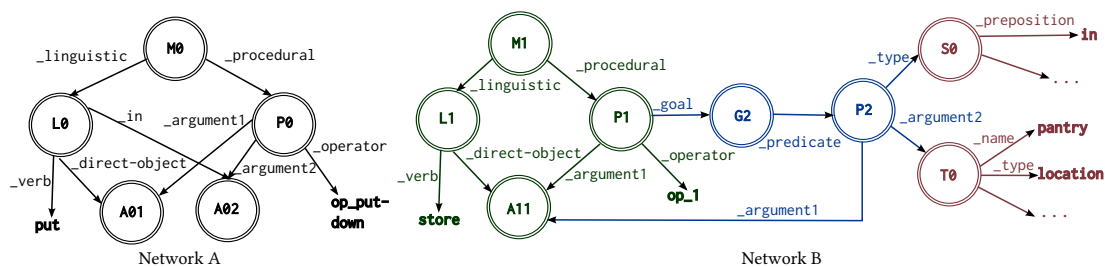 M0
_linguistic
_procedural
L0
_in
_argument1
P0
_direct-object
_argument2
_operator
_verb
A01
A02
put
op_put-
down
Network A
M1
_procedural
_linguistic
L1
P1
_goal
G2
_predicate
P2
_type
S0
_preposition
in
...
_argument2
_direct-object
_operator
_argument1
_verb
A11
op_1
store
_argument1
_name
pantry
_type
location
T0
...
Network B